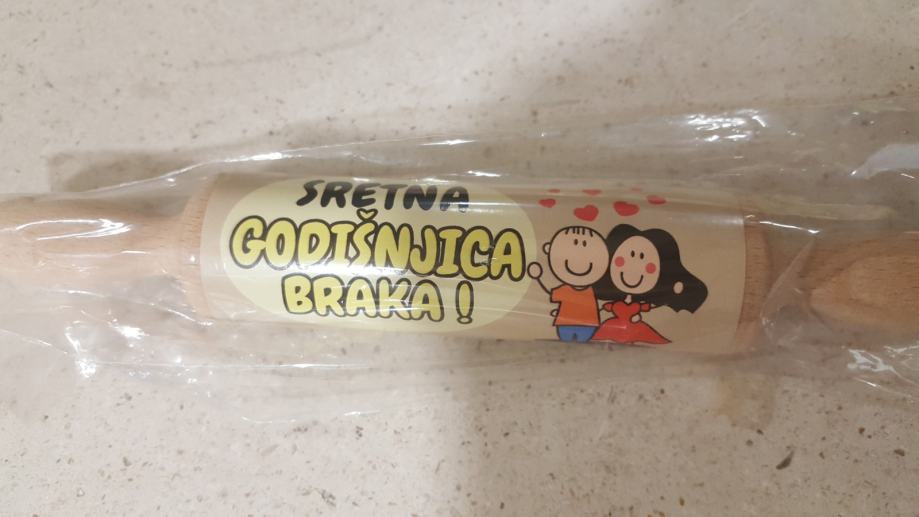 SRETNA
GODIŠNJICA
BRAKA !